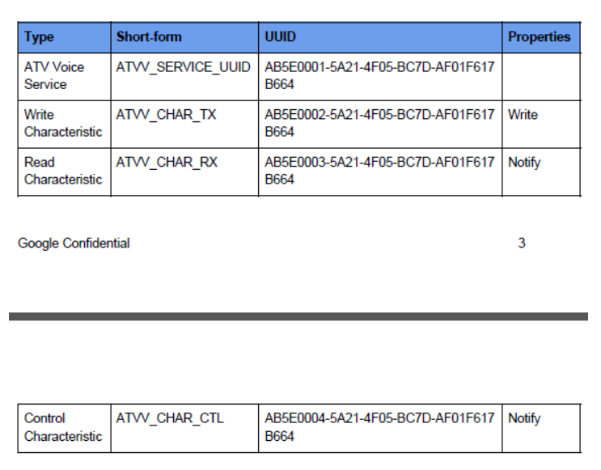 Type Short-form UUID Properties
ATV Voice Service ATVV_SERVICE_UUID AB5E0001-5A21-4F05-BC7D-AF01F617B664
Write Characteristic ATVV_CHAR_TX AB5E0002-5A21-4F05-BC7D-AF01F617B664 Write
Read Characteristic ATVV_CHAR_RX AB5E0003-5A21-4F05-BC7D-AF01F617B664 Notify
Google Confidential 3
Control Characteristic ATVV_CHAR_CTL AB5E0004-5A21-4F05-BC7D-AF01F617B664 Notify